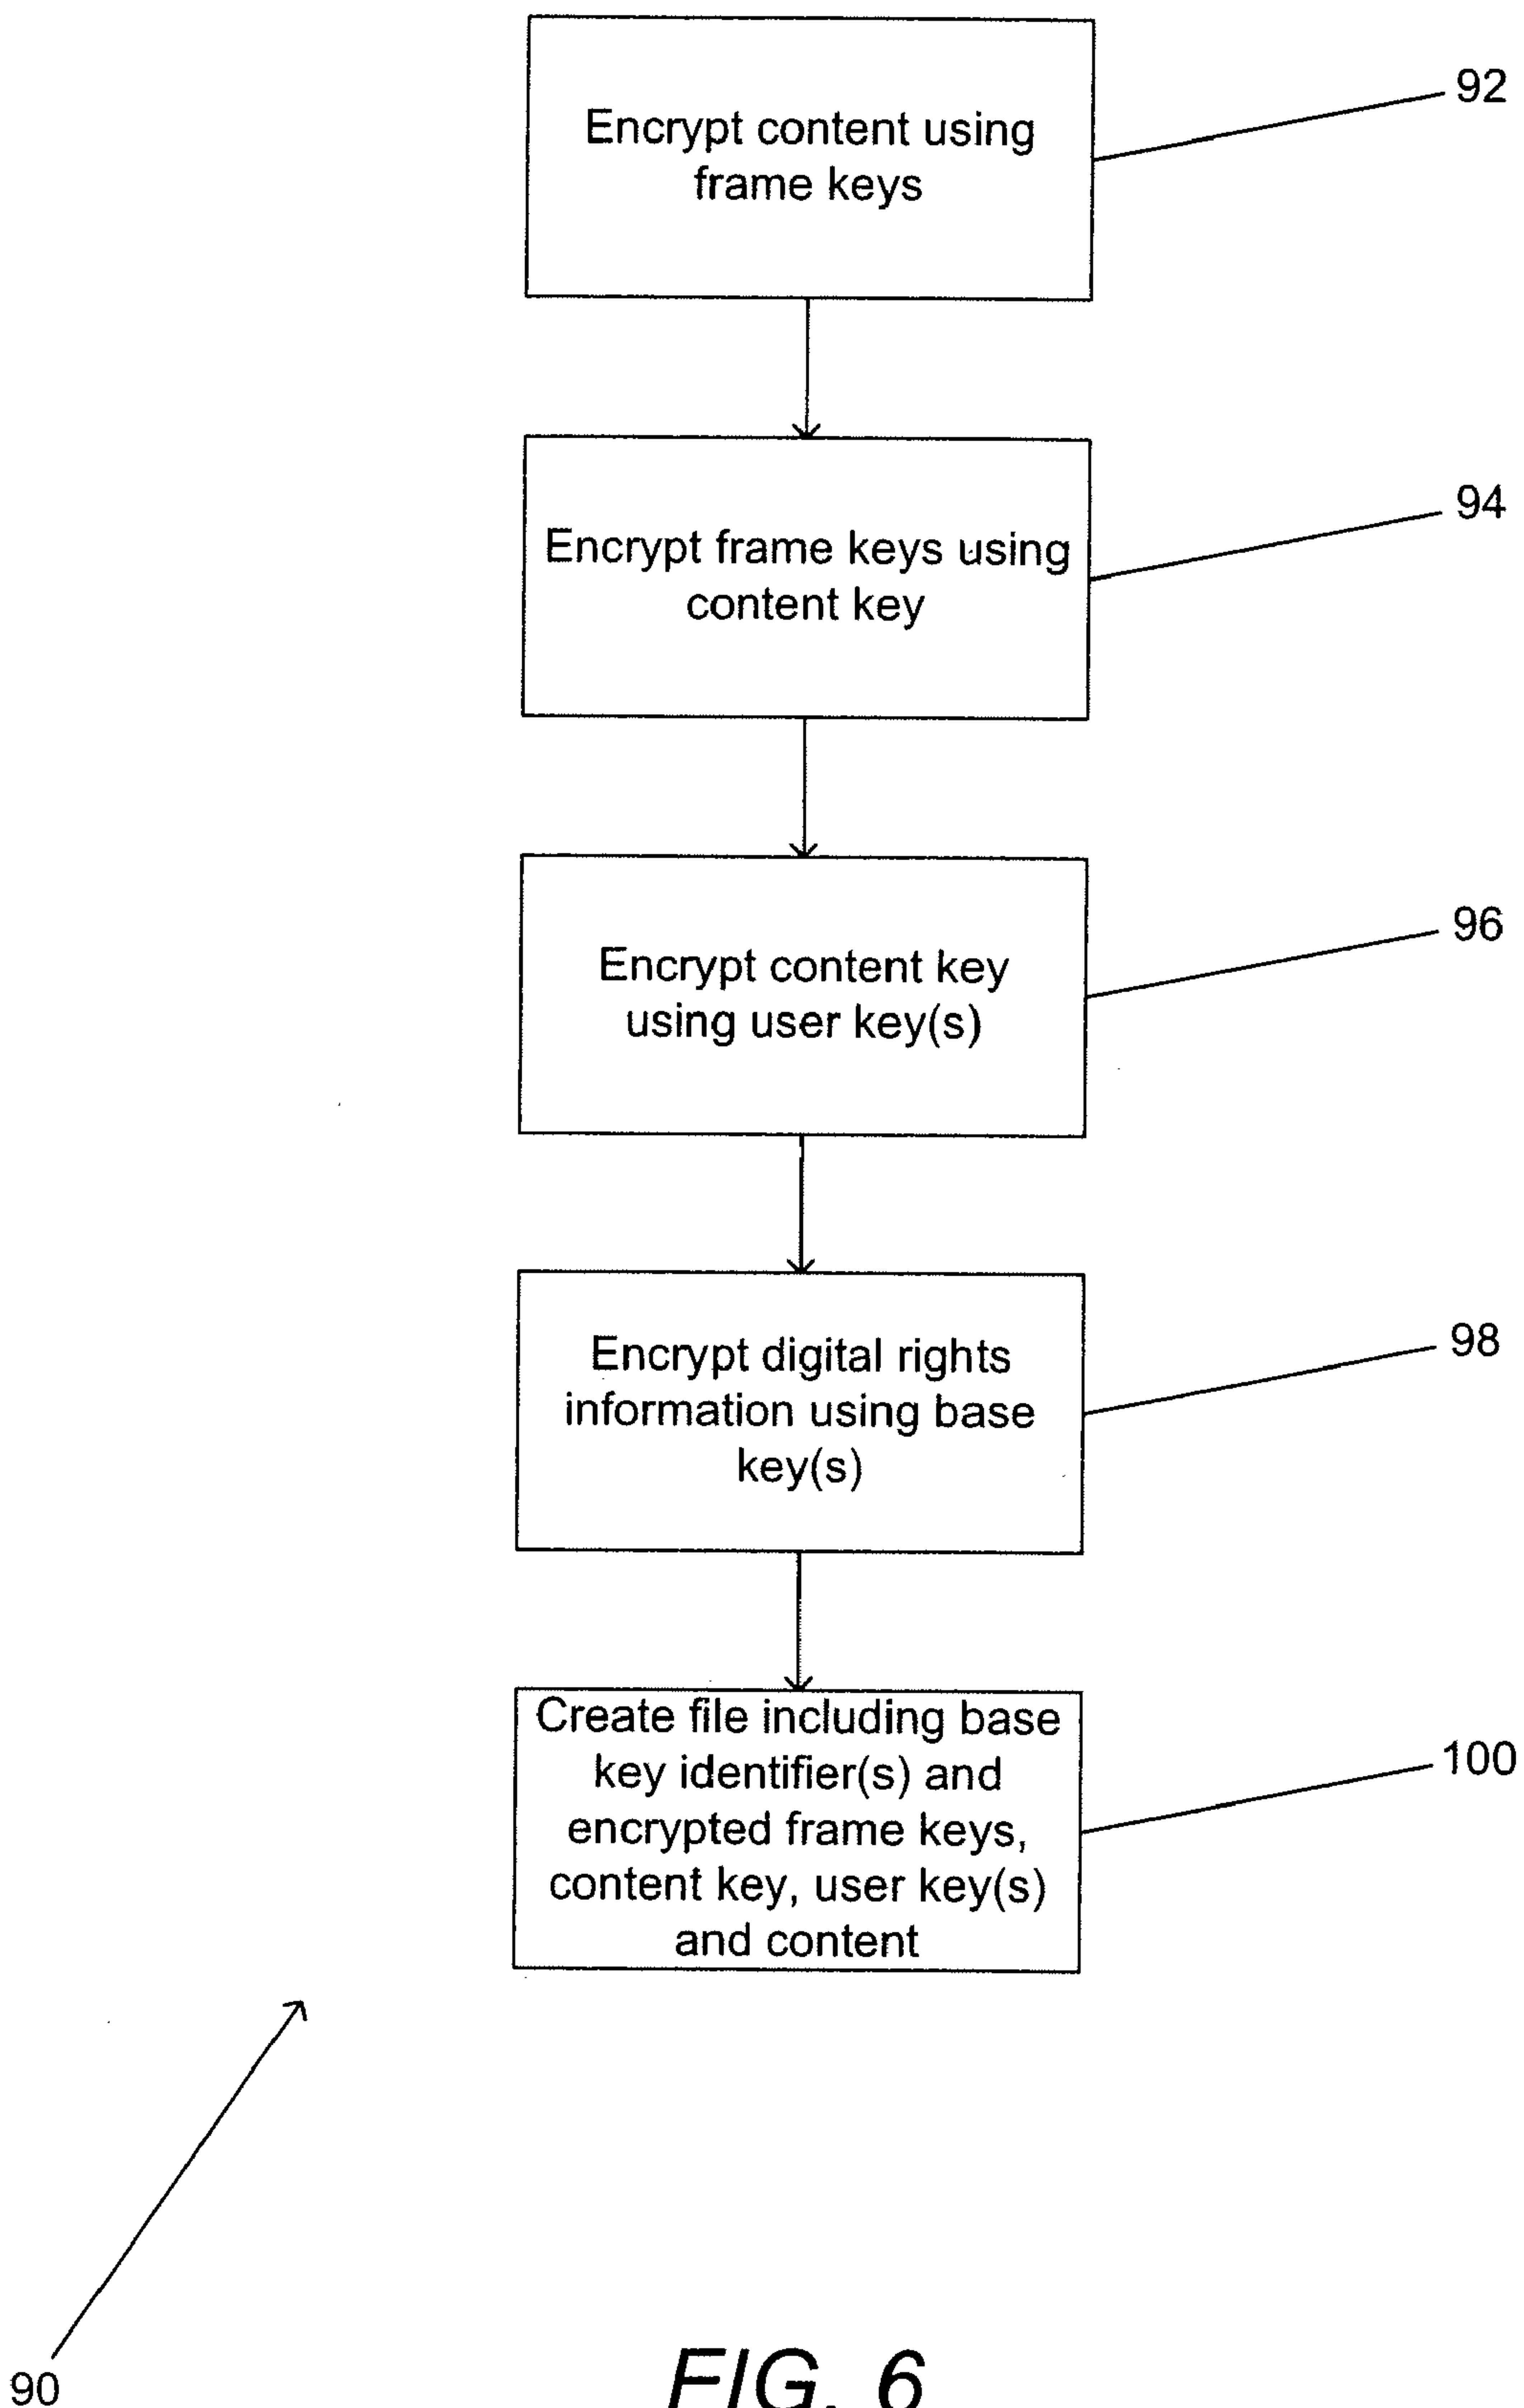 Encrypt content using
frame keys
92
Encrypt frame keys using
content key
94
Encrypt content key
using user key(s)
96
Encrypt digital rights
information using base
key(s)
98
Create file including base
key identifier(s) and
encrypted frame keys,
content key, user key(s)
and content
100
90
FIG. 6